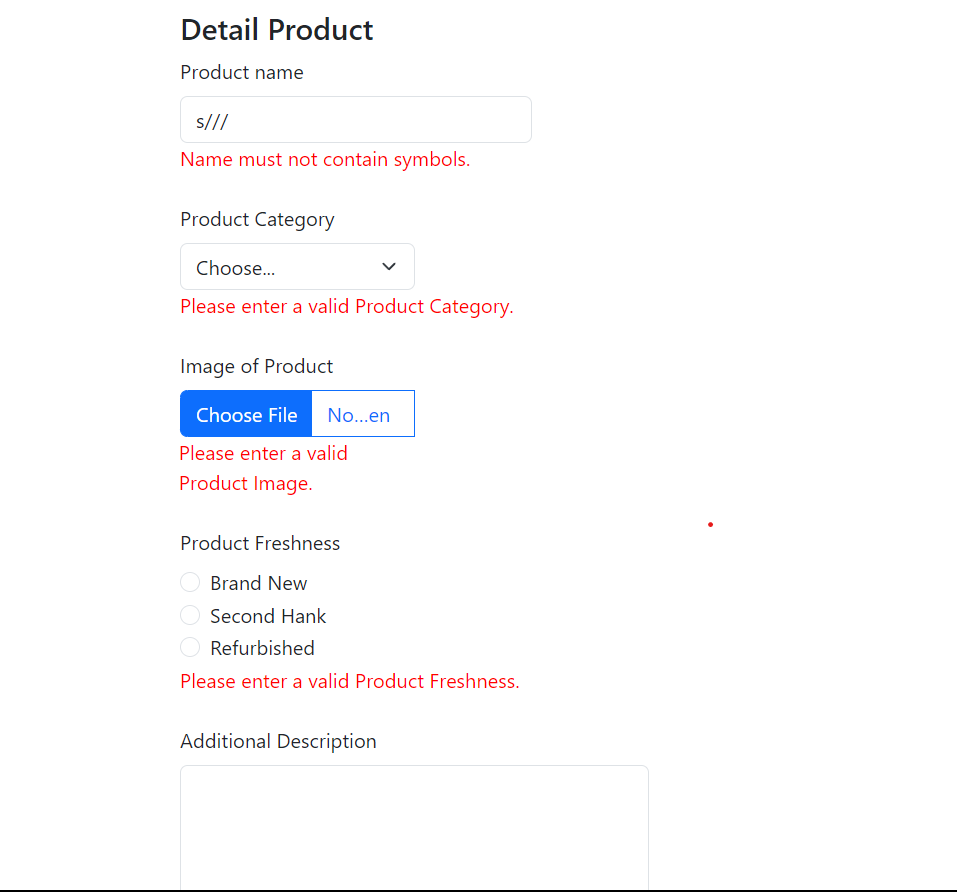 Detail Product
Product name
s///
Name must not contain symbols.
Product Category
Choose...
Please enter a valid Product Category.
Image of Product
Choose File No...en
Please enter a valid
Product Image.
Product Freshness
Brand New
Second Hank
Refurbished
Please enter a valid Product Freshness.
Additional Description